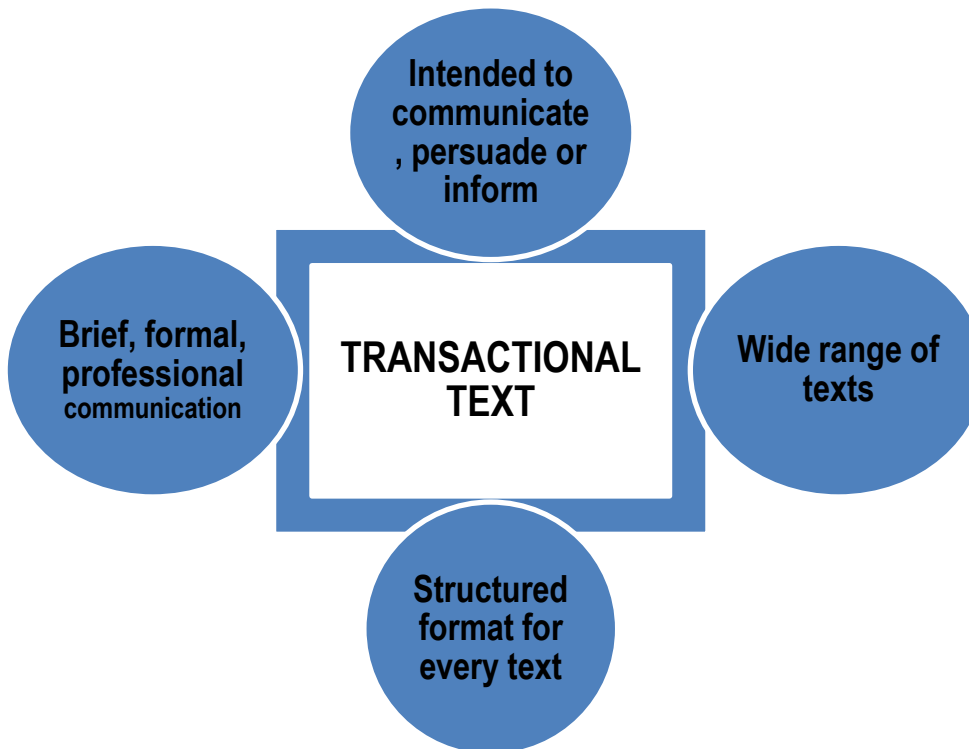 Intended to
communicate
, persuade or
inform
Brief, formal,
professional
communication
TRANSACTIONAL
TEXT
Wide range of
texts
Structured
format for
every text